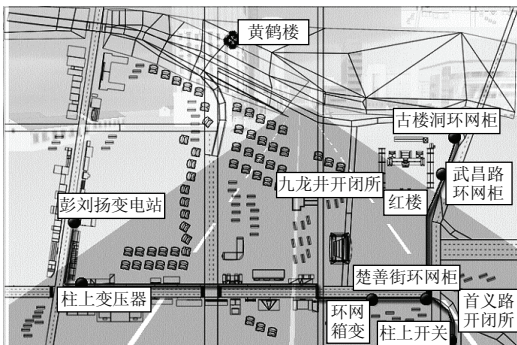 黄鹤楼
古楼洞环网柜
武昌路
环网柜
九龙井开闭所
红楼
彭刘扬变电站
楚善街环网柜
柱上变压器
环网
箱变
柱上开关
首义路
开闭所